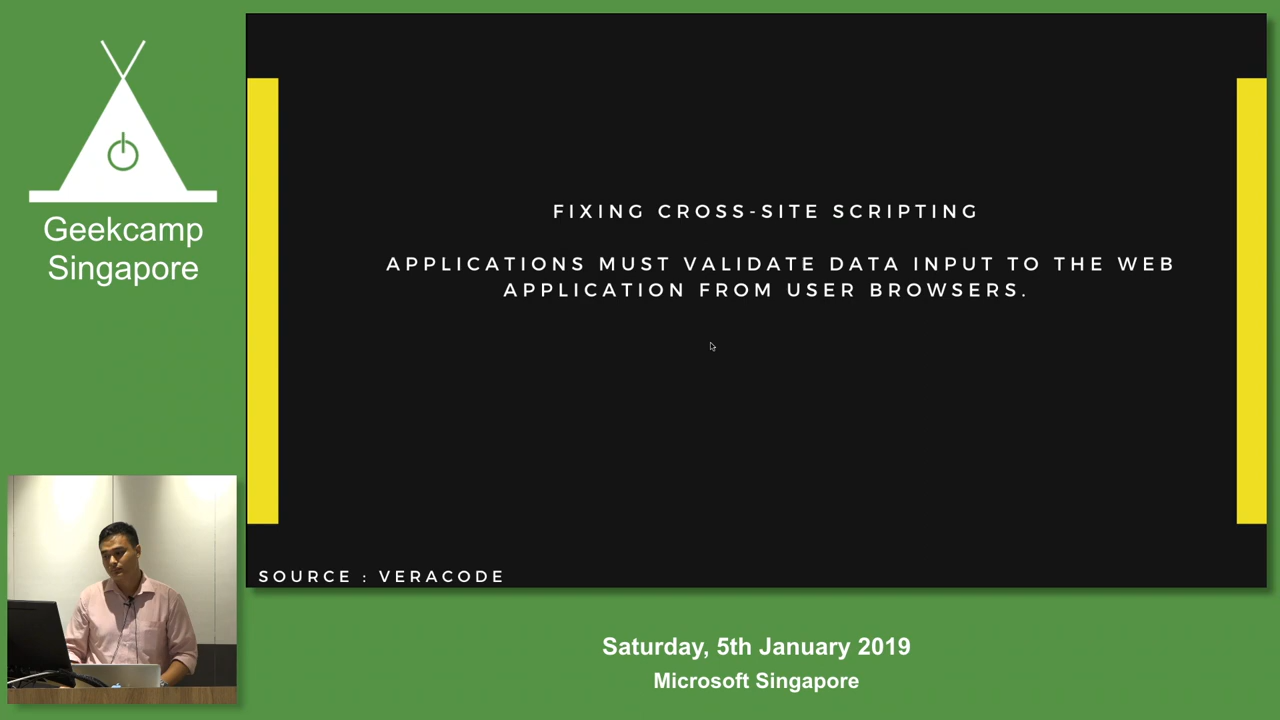 Geekcamp
Singapore
FIXING CROSS-SITE SCRIPTING
APPLICATIONS MUST VALIDATE DATA INPUT TO THE WEB
APPLICATION FROM USER BROWSERS.
SOURCE : VERACODE
Saturday, 5th January 2019
Microsoft Singapore